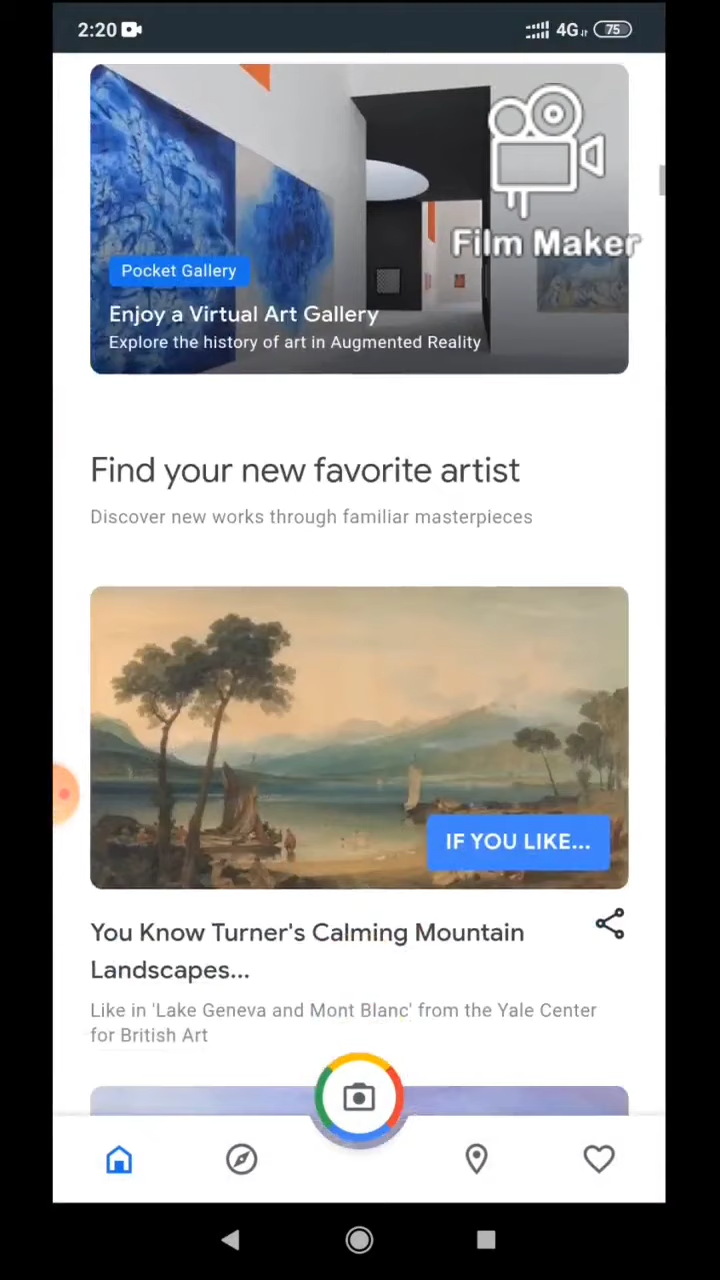 2:20
4G
75
Film Maker
Pocket Gallery
Enjoy a Virtual Art Gallery
Explore the history of art in Augmented Reality
Find your new favorite artist
Discover new works through familiar masterpieces
IF YOU LIKE...
You Know Turner's Calming Mountain
Landscapes...
Like in 'Lake Geneva and Mont Blanc' from the Yale Center
for British Art